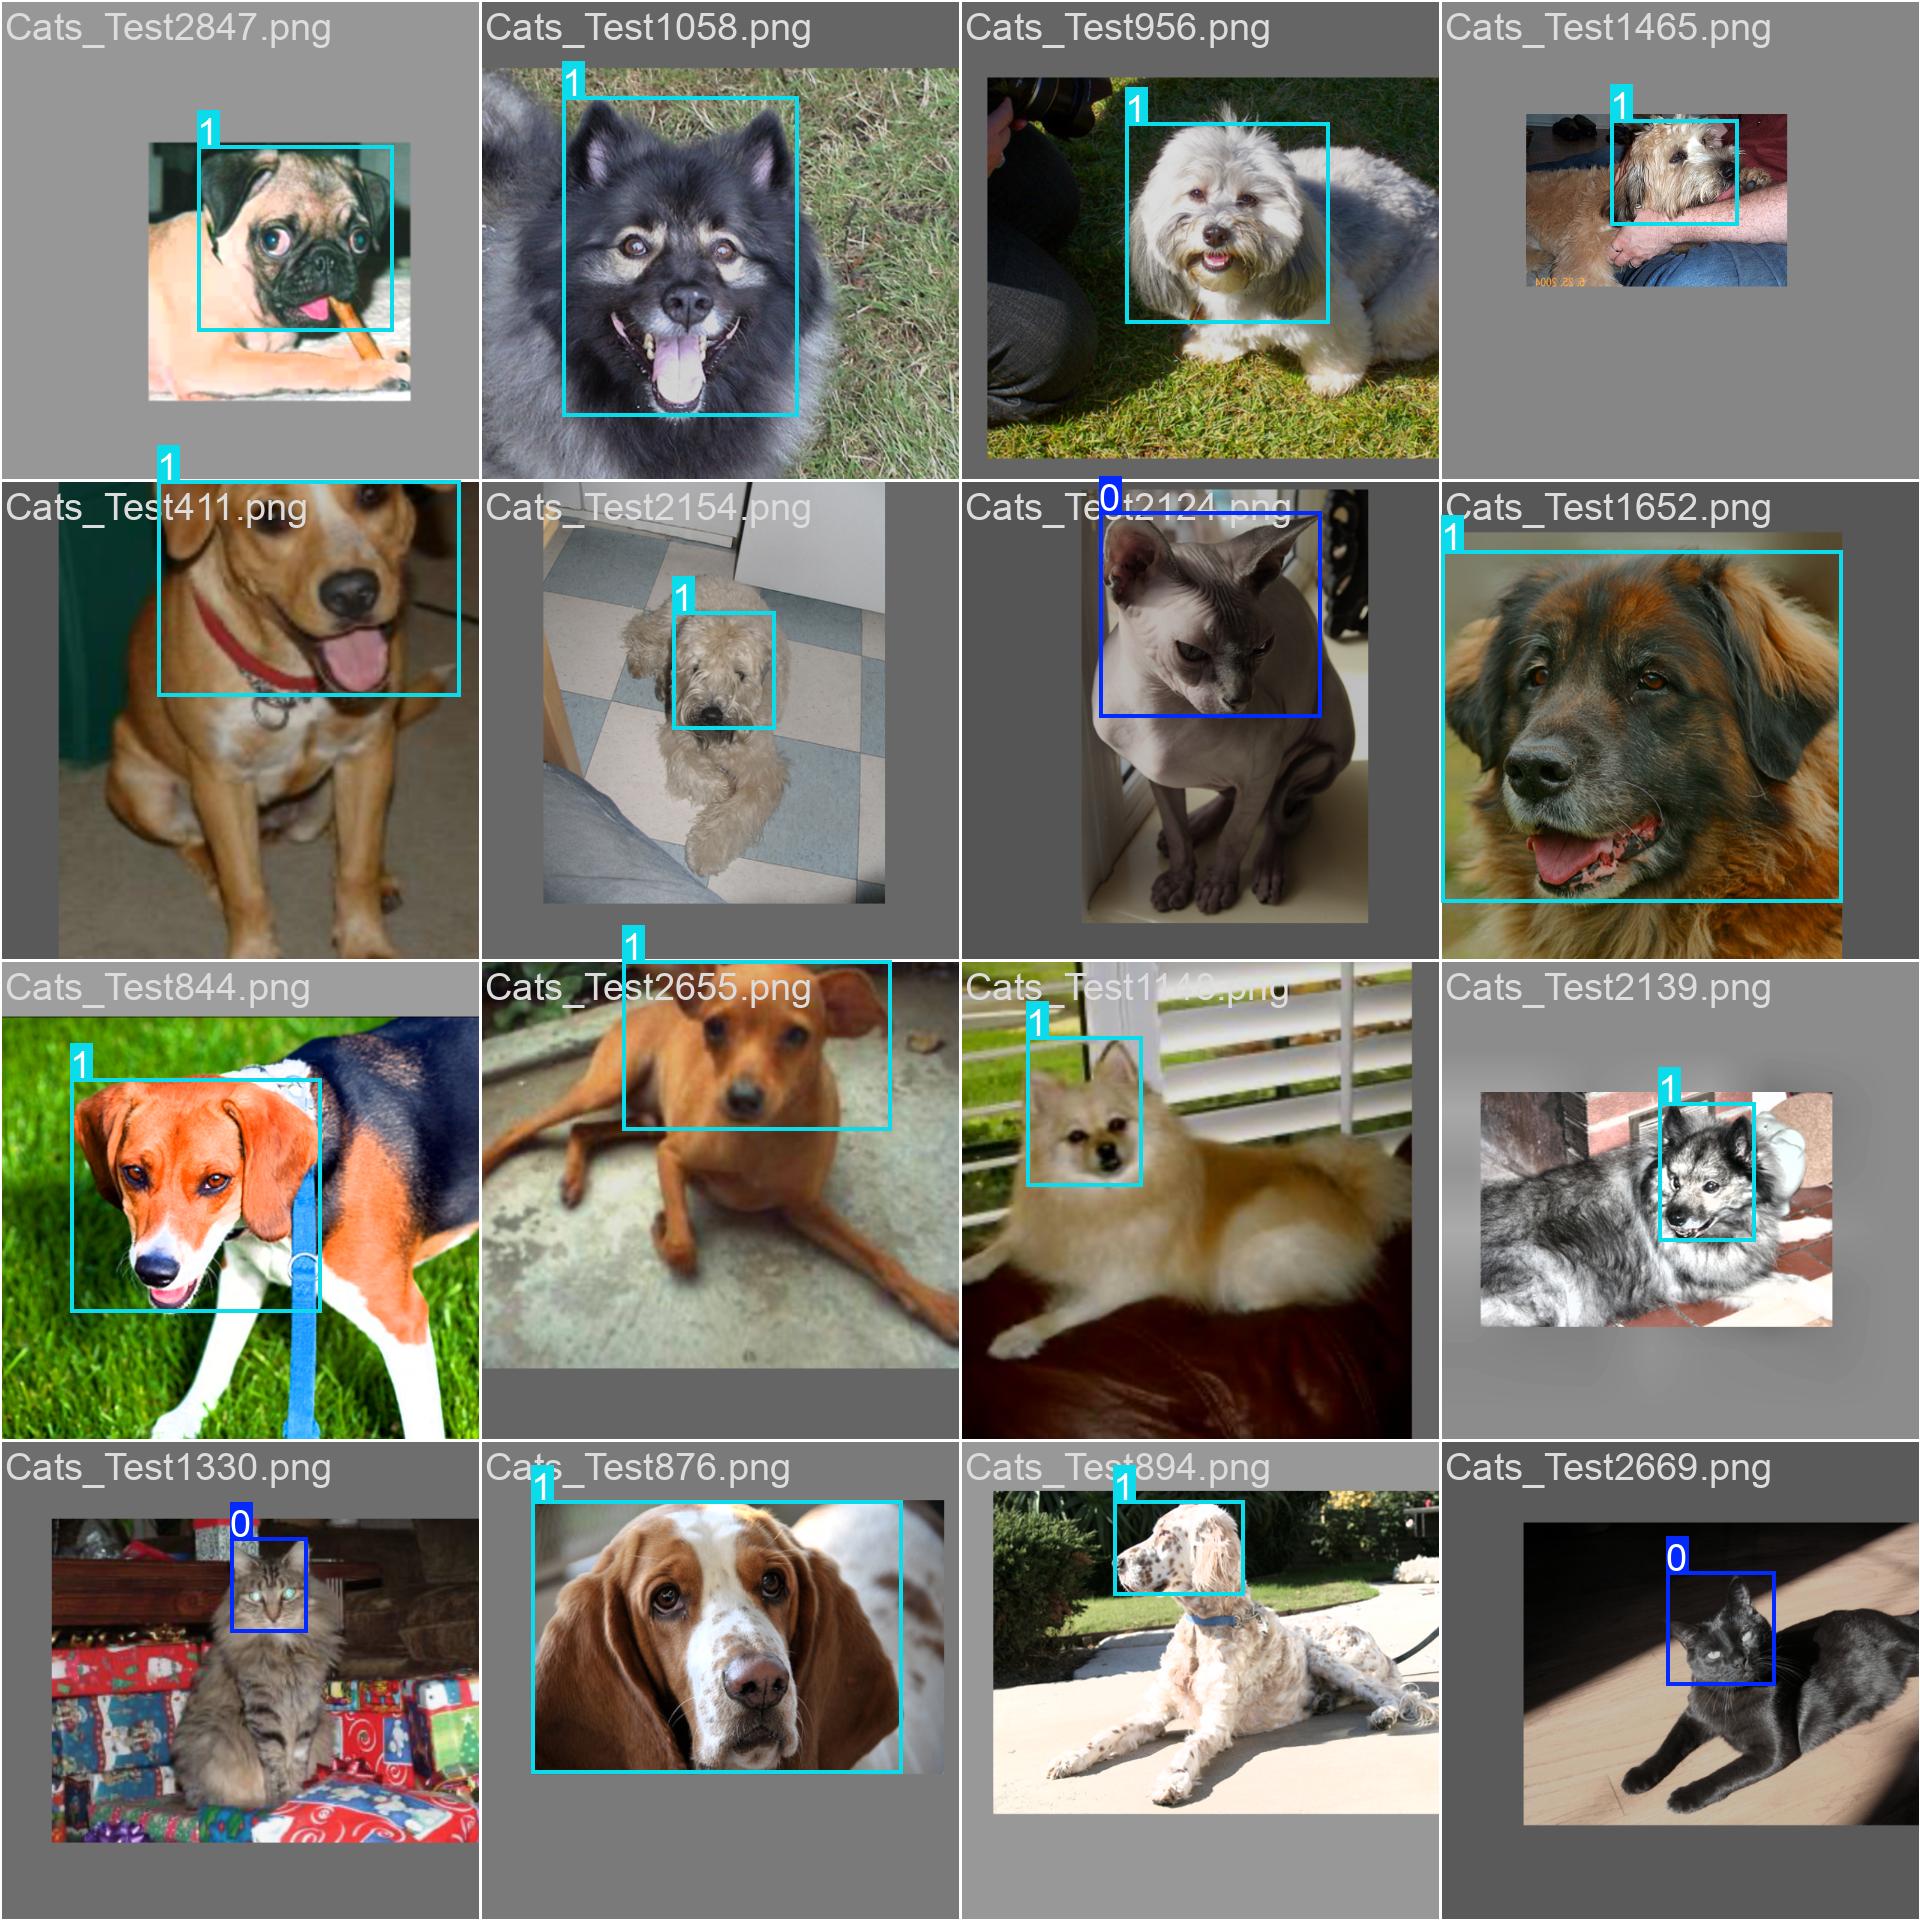 Cats_Test2847.png
Cats_Test1058.png
Cats_Test956.png
Cats_Test1465.png
1
1
1
1
Cats_Test411.png
Cats_Test2154.png
Cats_Test2124.png
Cats_Test1652.png
1
1
0
1
Cats_Test844.png
Cats_Test2655.png
Cats_Test1148.png
Cats_Test2139.png
1
1
1
1
Cats_Test1330.png
Cats_Test876.png
Cats_Test894.png
Cats_Test2669.png
0
1
1
0